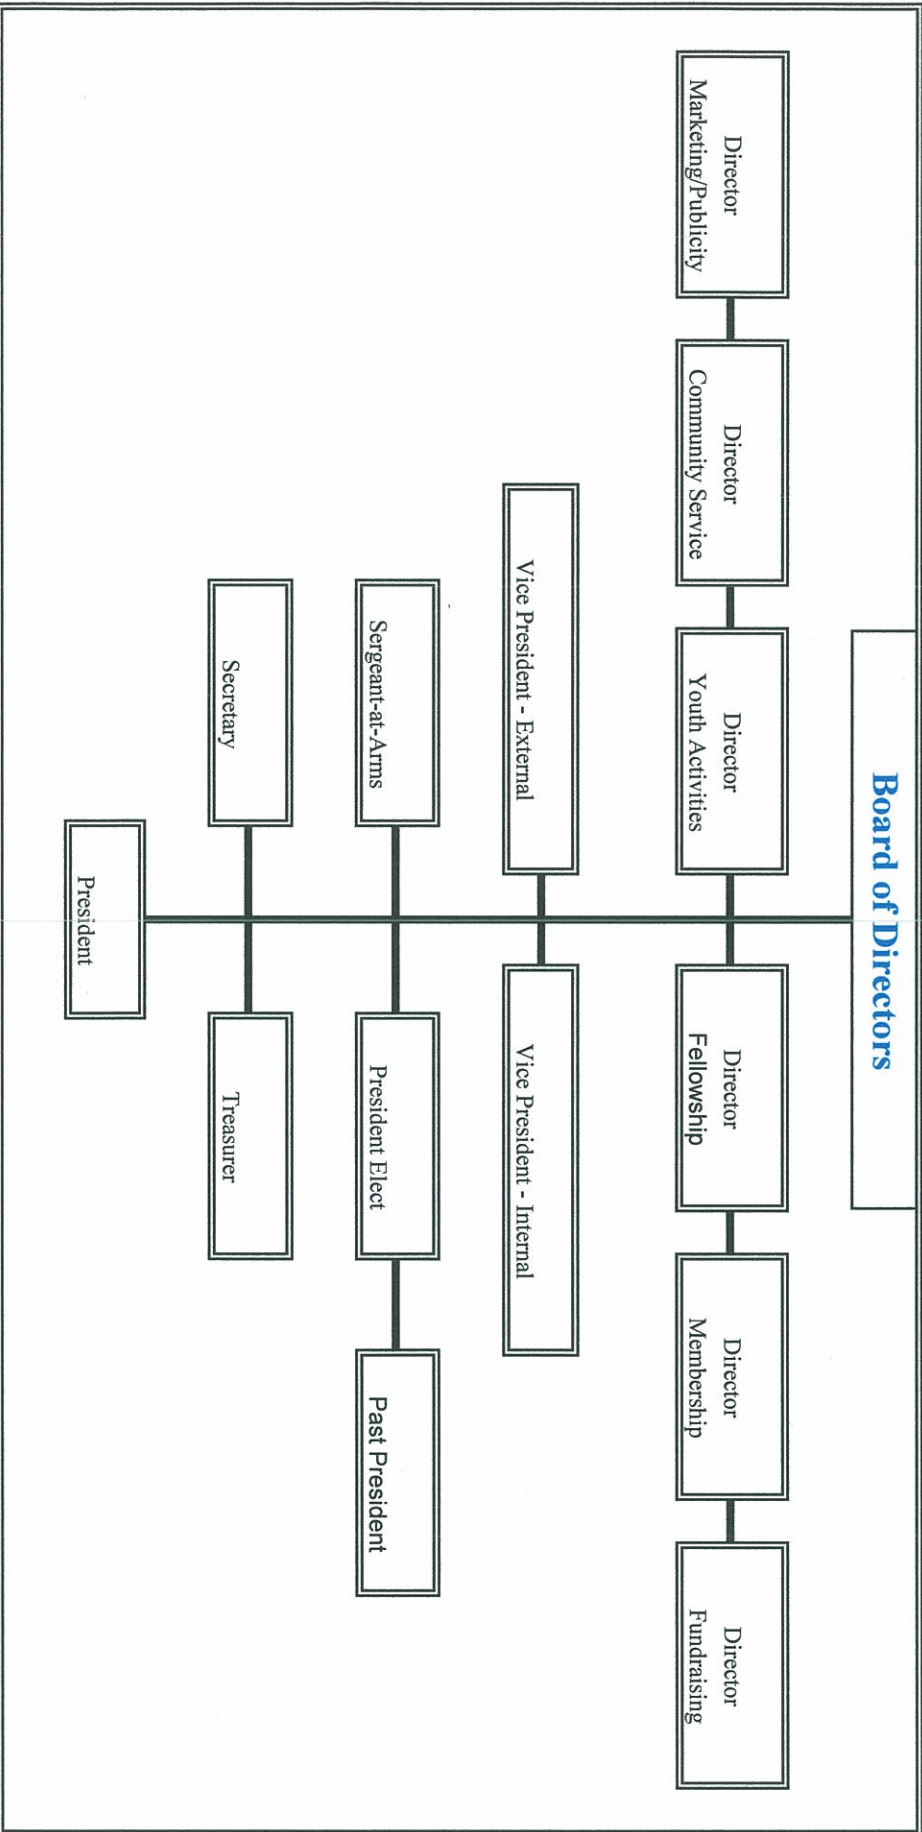 Board of Directors
Director
Marketing/Publicity
Director
Community Service
Director
Youth Activities
Director
Fellowship
Director
Membership
Director
Fundraising
Vice President - External
Vice President - Internal
Sergeant-at-Arms
President Elect
Past President
Secretary
Treasurer
President